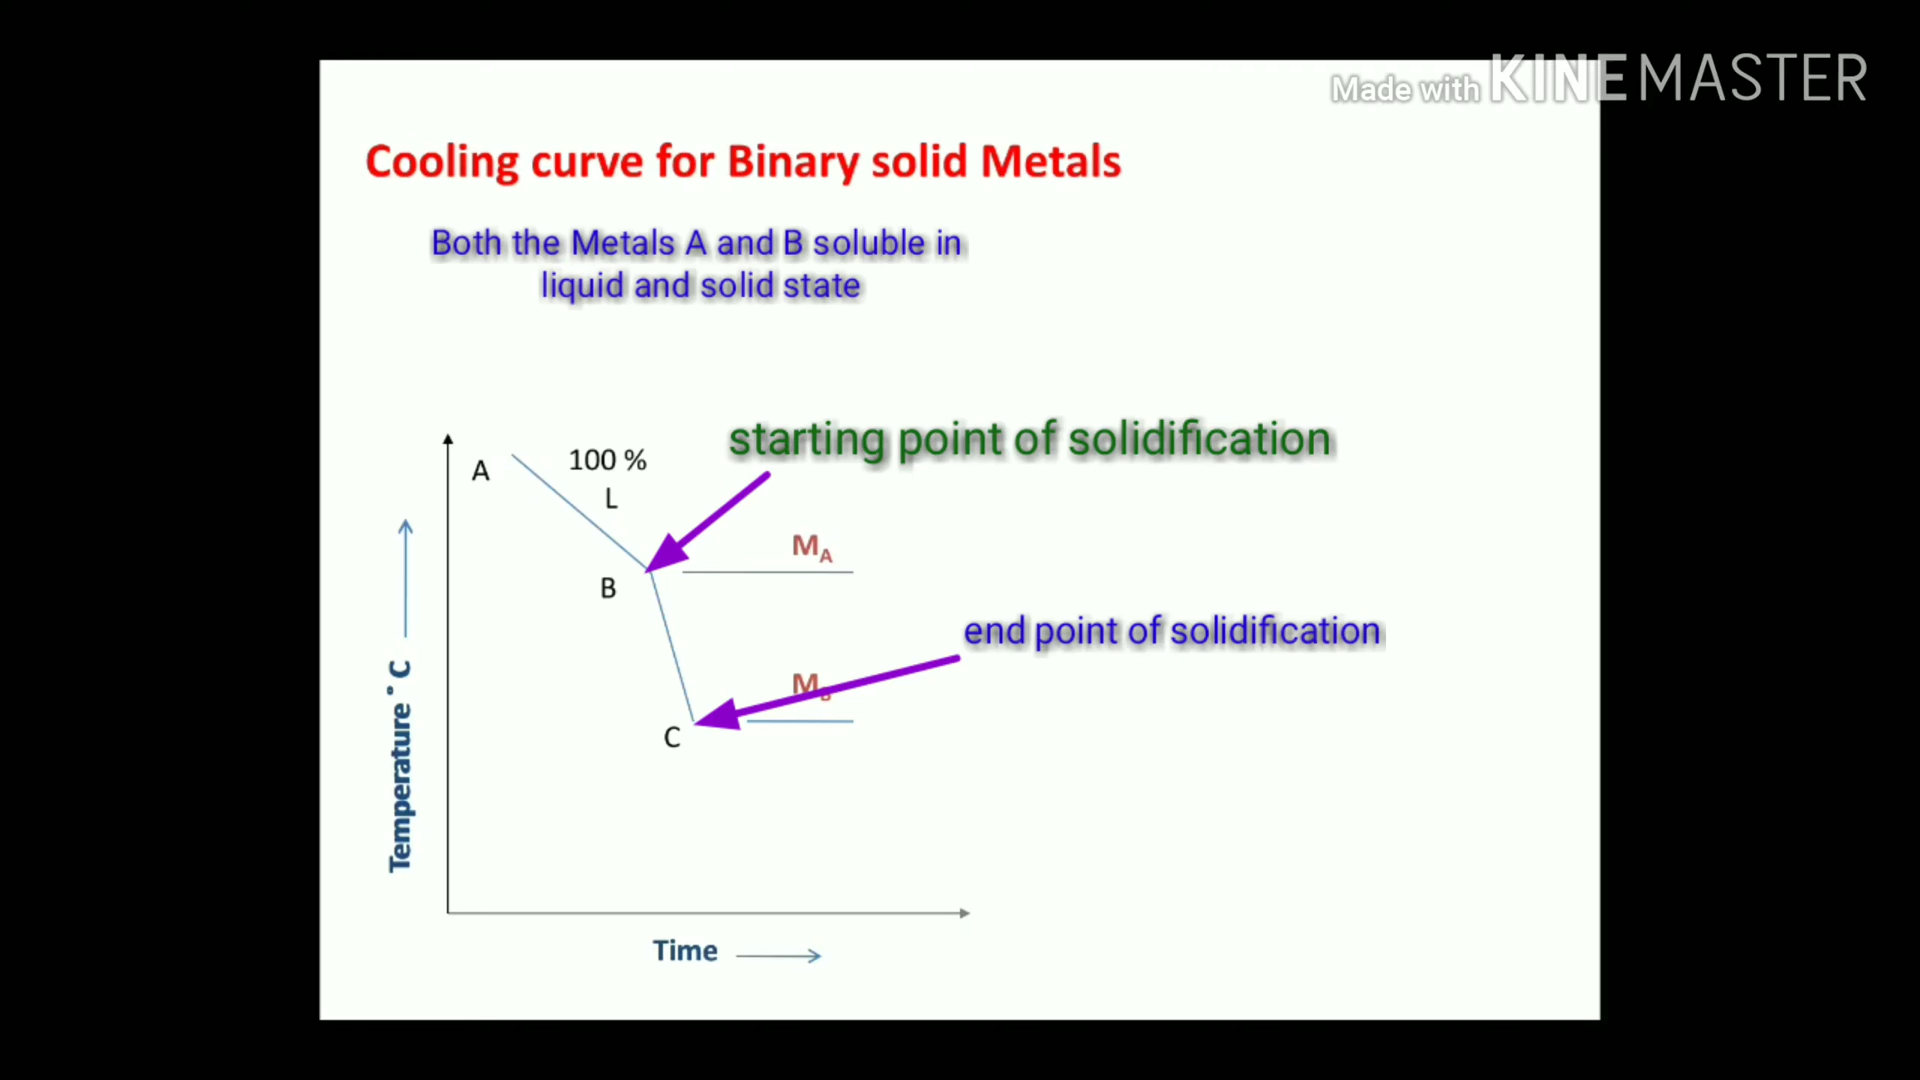 Made with KINEMASTER
Cooling curve for Binary solid Metals
Both the Metals A and B soluble in
liquid and solid state
starting point of solidification
A
100 %
L
MA
B
end point of solidification
MB
C
Temperature ° C
Time